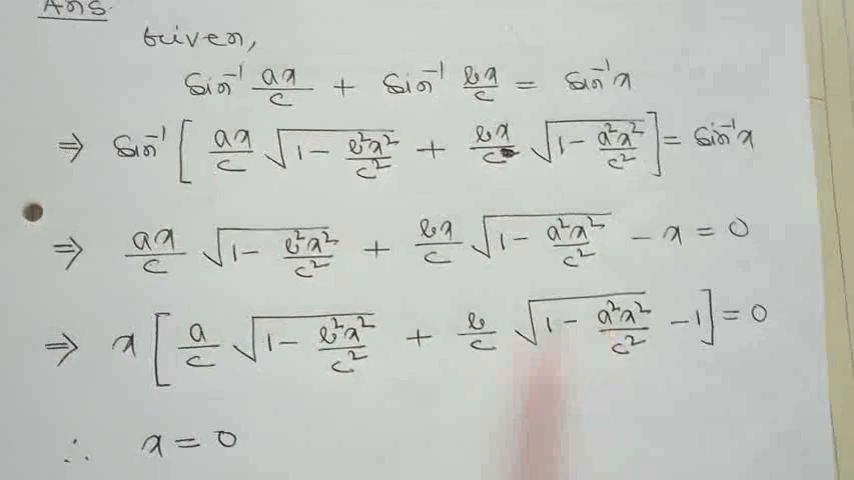 Ans
Given,
Sin⁻¹ ax/c + Sin⁻¹ bx/c = Sin⁻¹x
⇒ Sin⁻¹ [ ax/c √(1 − b²x²/c²) + bx/c √(1 − a²x²/c²) ] = Sin⁻¹x
⇒ ax/c √(1 − b²x²/c²) + bx/c √(1 − a²x²/c²) − x = 0
⇒ x [ a/c √(1 − b²x²/c²) + b/c √(1 − a²x²/c²) − 1 ] = 0
∴ x = 0